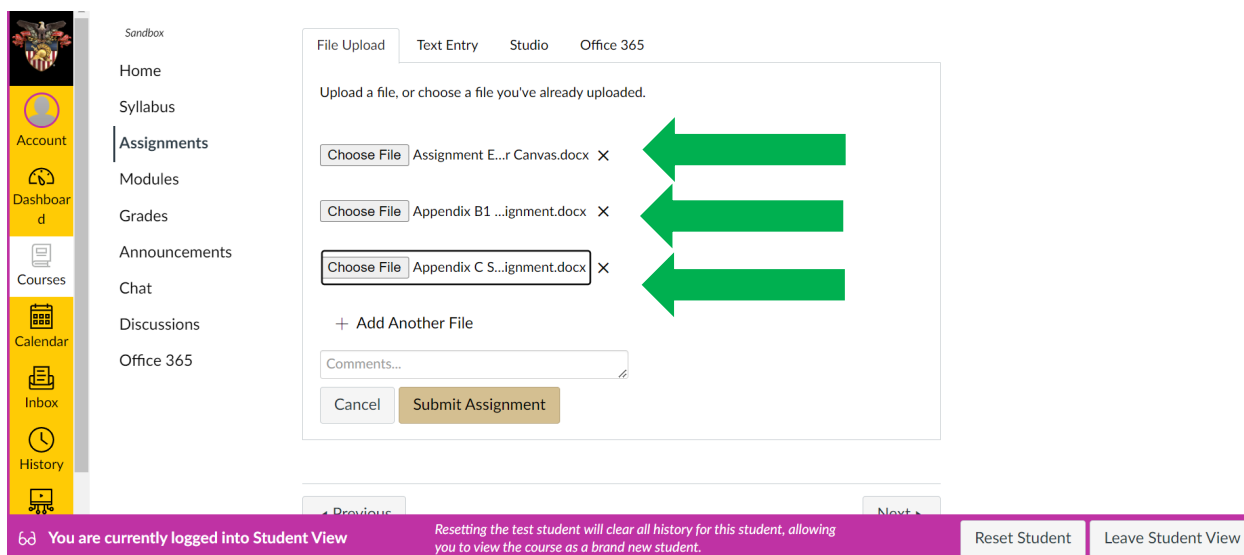 Sandbox
Home
Syllabus
Assignments
Modules
Grades
Announcements
Chat
Discussions
Office 365
Account
Dashboar
d
Courses
Calendar
Inbox
History
File Upload Text Entry Studio Office 365
Upload a file, or choose a file you've already uploaded.
Choose File Assignment E...r Canvas.docx ×
Choose File Appendix B1 ...ignment.docx ×
Choose File Appendix C S...ignment.docx ×
+ Add Another File
Comments...
Cancel Submit Assignment
◂ Previous Next ▸
You are currently logged into Student View
Resetting the test student will clear all history for this student, allowing
you to view the course as a brand new student.
Reset Student Leave Student View